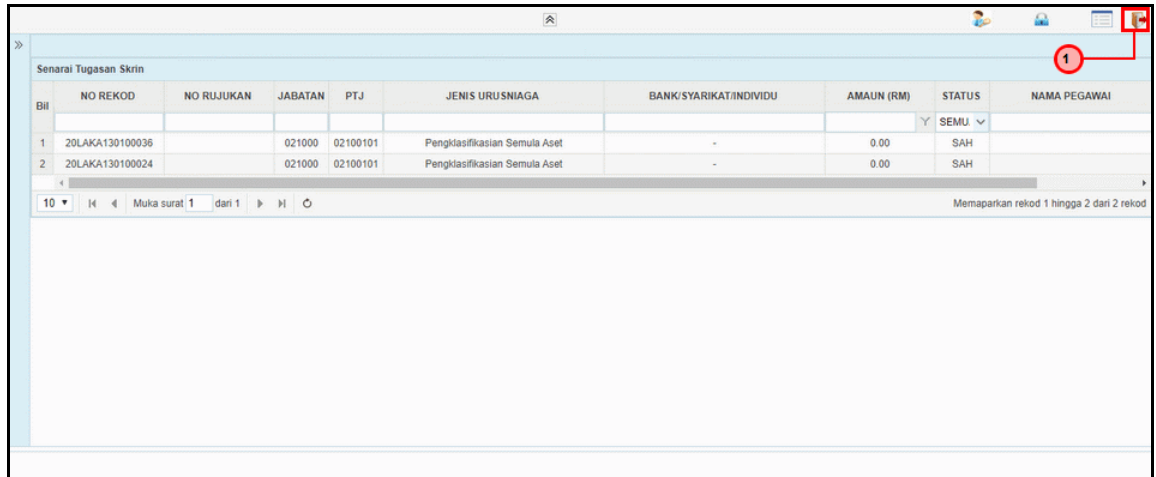 1
Senarai Tugasan Skrin
Bil NO REKOD NO RUJUKAN JABATAN PTJ JENIS URUSNIAGA BANK/SYARIKAT/INDIVIDU AMAUN (RM) STATUS NAMA PEGAWAI
SEMU
1 20LAKA130100036 021000 02100101 Pengklasifikasian Semula Aset - 0.00 SAH
2 20LAKA130100024 021000 02100101 Pengklasifikasian Semula Aset - 0.00 SAH
10 Muka surat 1 dari 1 Memaparkan rekod 1 hingga 2 dari 2 rekod